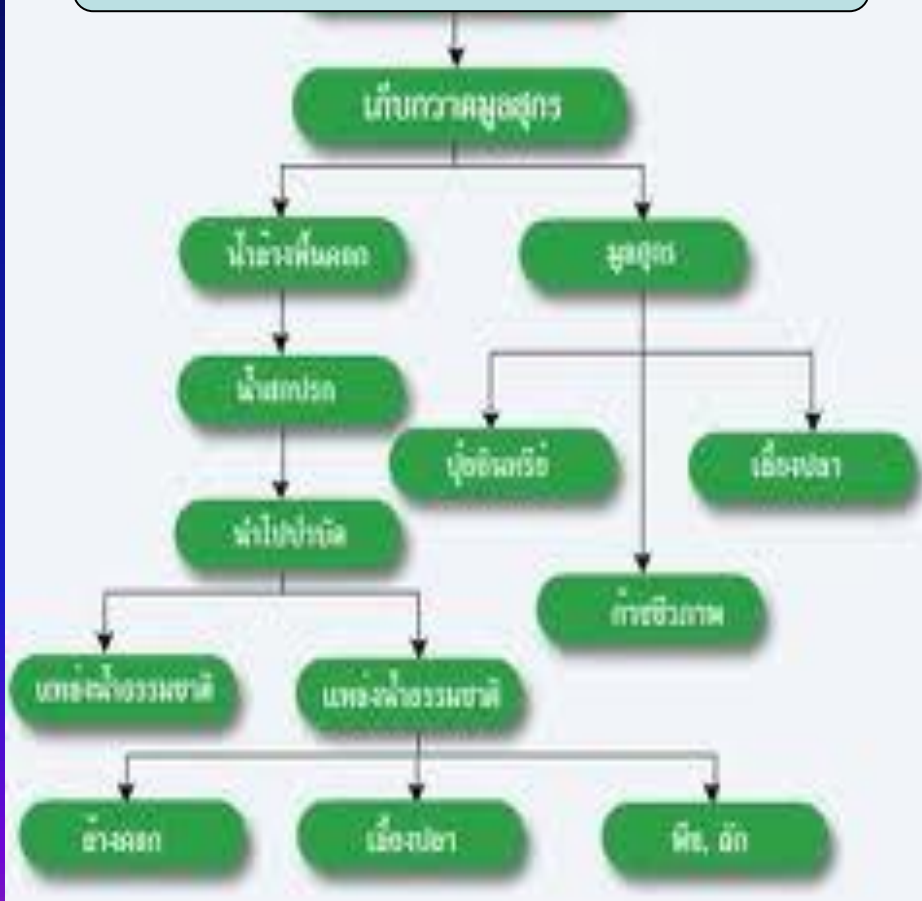 เก็บกวาดมูลสุกร
น้ำล้างพื้นคอก
มูลสุกร
น้ำสกปรก
ปุ๋ยอินทรีย์
เลี้ยงปลา
นำไปบำบัด
ก๊าซชีวภาพ
แหล่งน้ำธรรมชาติ
แหล่งน้ำธรรมชาติ
ล้างคอก
เลี้ยงปลา
พืช, ผัก